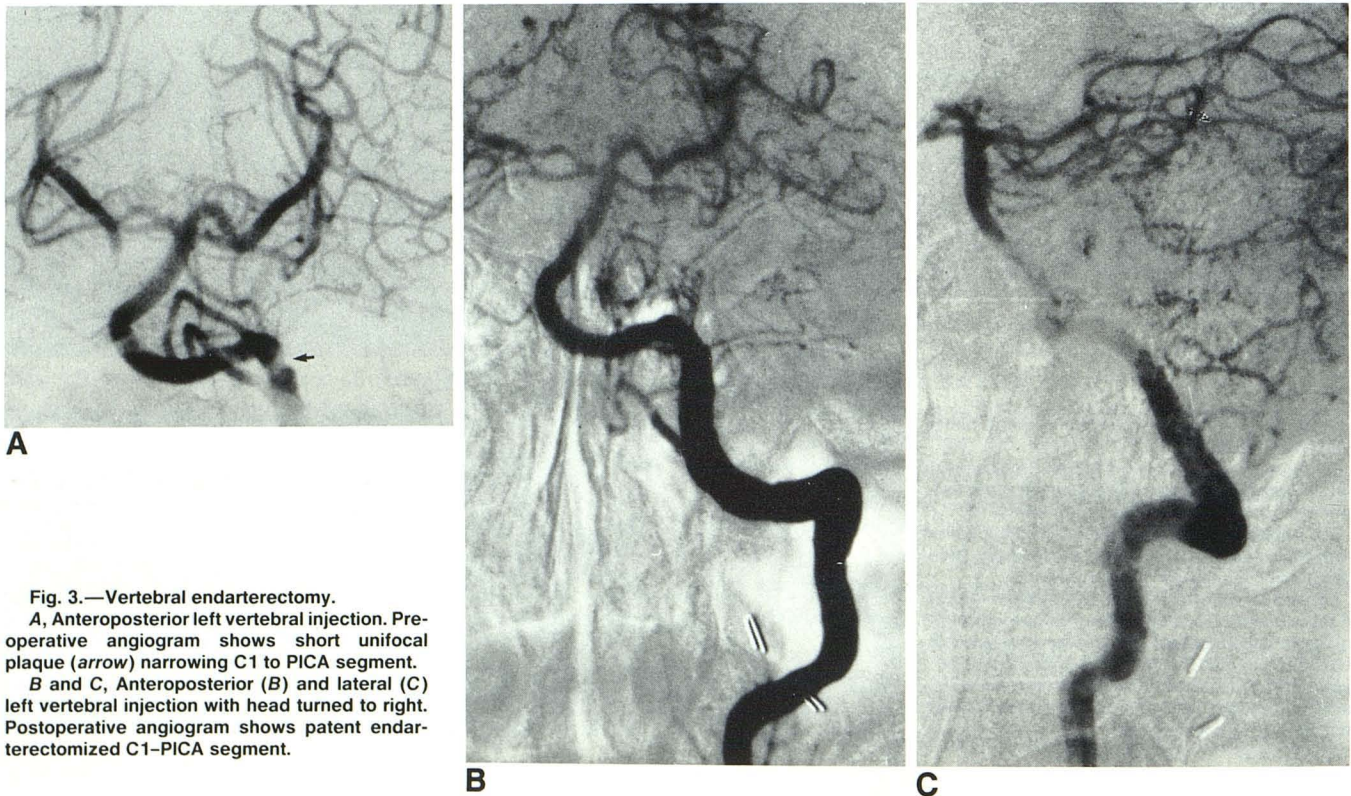 A
B
C
Fig. 3.—Vertebral endarterectomy.
A, Anteroposterior left vertebral injection. Pre-
operative angiogram shows short unifocal
plaque (arrow) narrowing C1 to PICA segment.
B and C, Anteroposterior (B) and lateral (C)
left vertebral injection with head turned to right.
Postoperative angiogram shows patent endar-
terectomized C1–PICA segment.